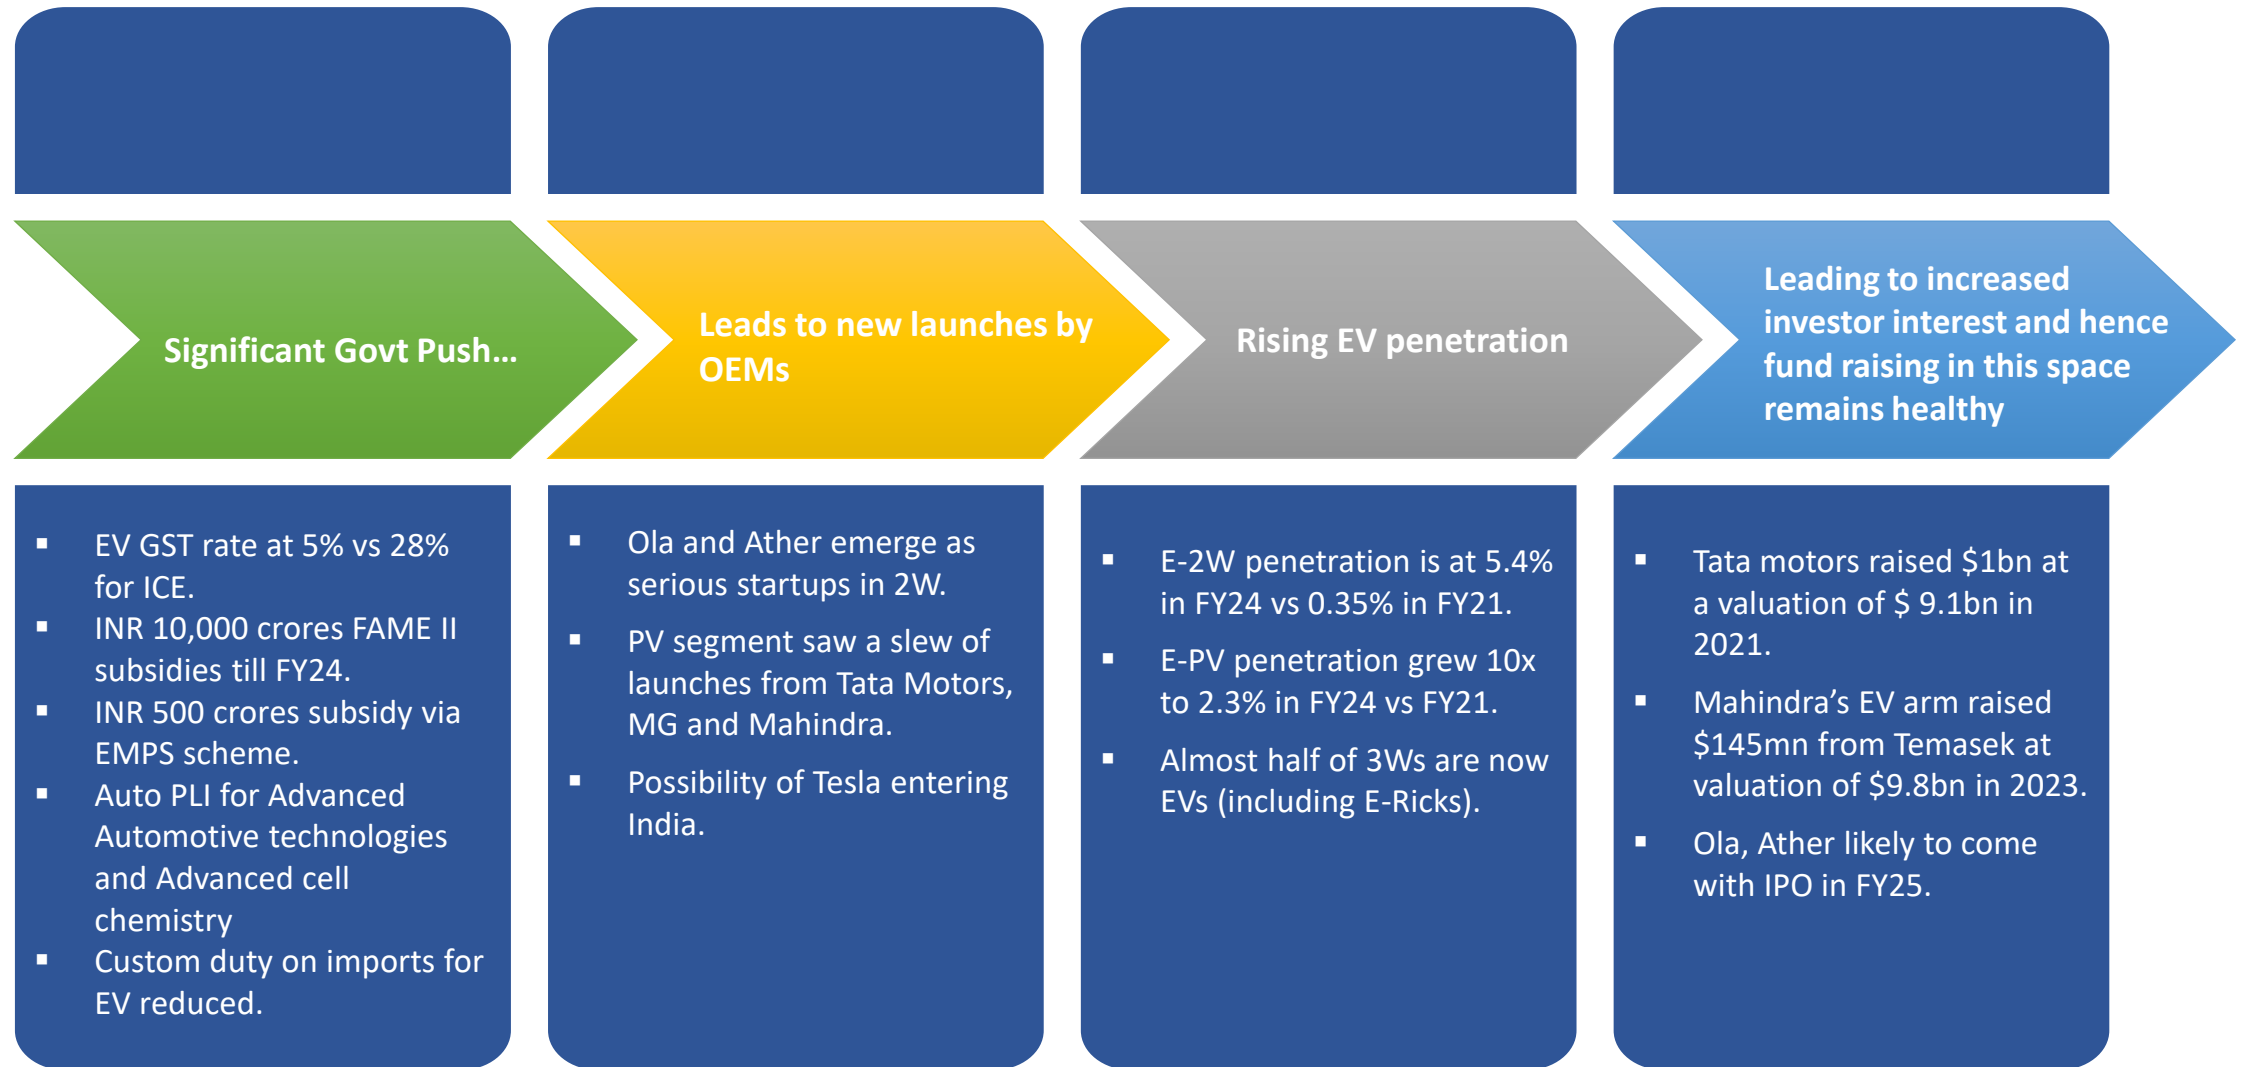 Significant Govt Push…
Leads to new launches by
OEMs
Rising EV penetration
Leading to increased
investor interest and hence
fund raising in this space
remains healthy
▪ EV GST rate at 5% vs 28%
for ICE.
▪ INR 10,000 crores FAME II
subsidies till FY24.
▪ INR 500 crores subsidy via
EMPS scheme.
▪ Auto PLI for Advanced
Automotive technologies
and Advanced cell
chemistry
▪ Custom duty on imports for
EV reduced.
▪ Ola and Ather emerge as
serious startups in 2W.
▪ PV segment saw a slew of
launches from Tata Motors,
MG and Mahindra.
▪ Possibility of Tesla entering
India.
▪ E-2W penetration is at 5.4%
in FY24 vs 0.35% in FY21.
▪ E-PV penetration grew 10x
to 2.3% in FY24 vs FY21.
▪ Almost half of 3Ws are now
EVs (including E-Ricks).
▪ Tata motors raised $1bn at
a valuation of $ 9.1bn in
2021.
▪ Mahindra’s EV arm raised
$145mn from Temasek at
valuation of $9.8bn in 2023.
▪ Ola, Ather likely to come
with IPO in FY25.